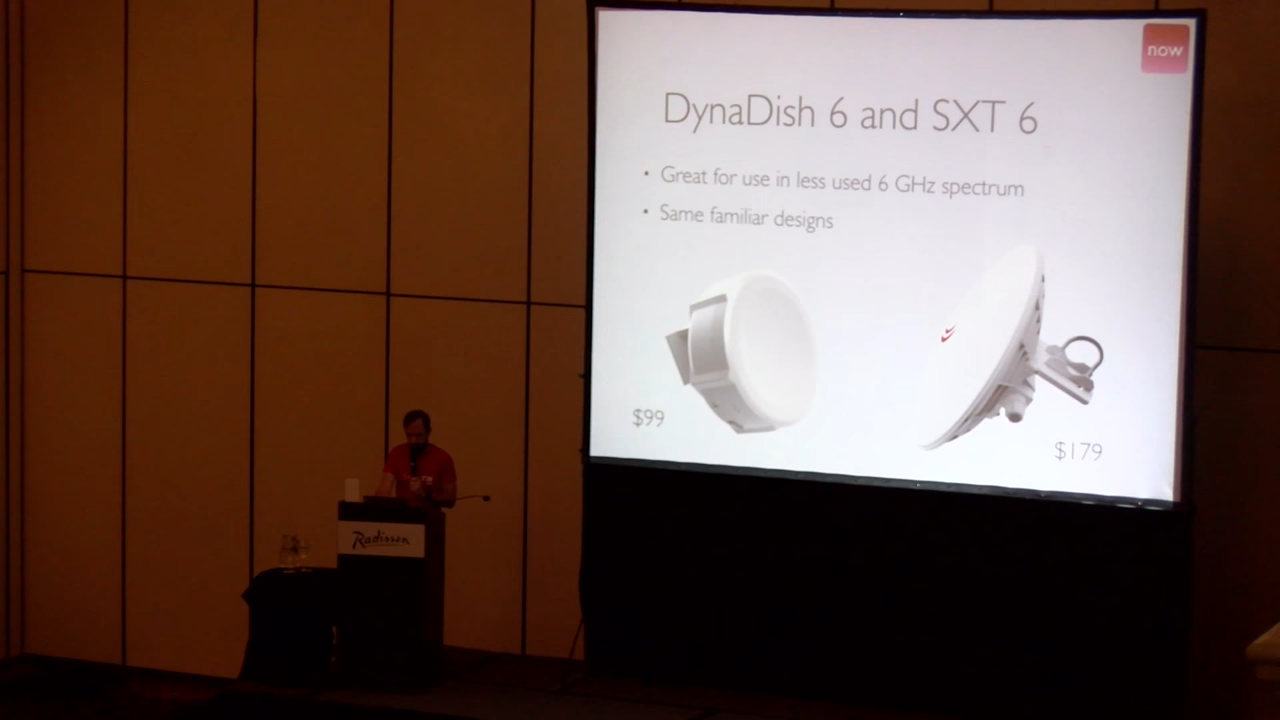 now
DynaDish 6 and SXT 6
• Great for use in less used 6 GHz spectrum
• Same familiar designs
$99
$179
Radisson